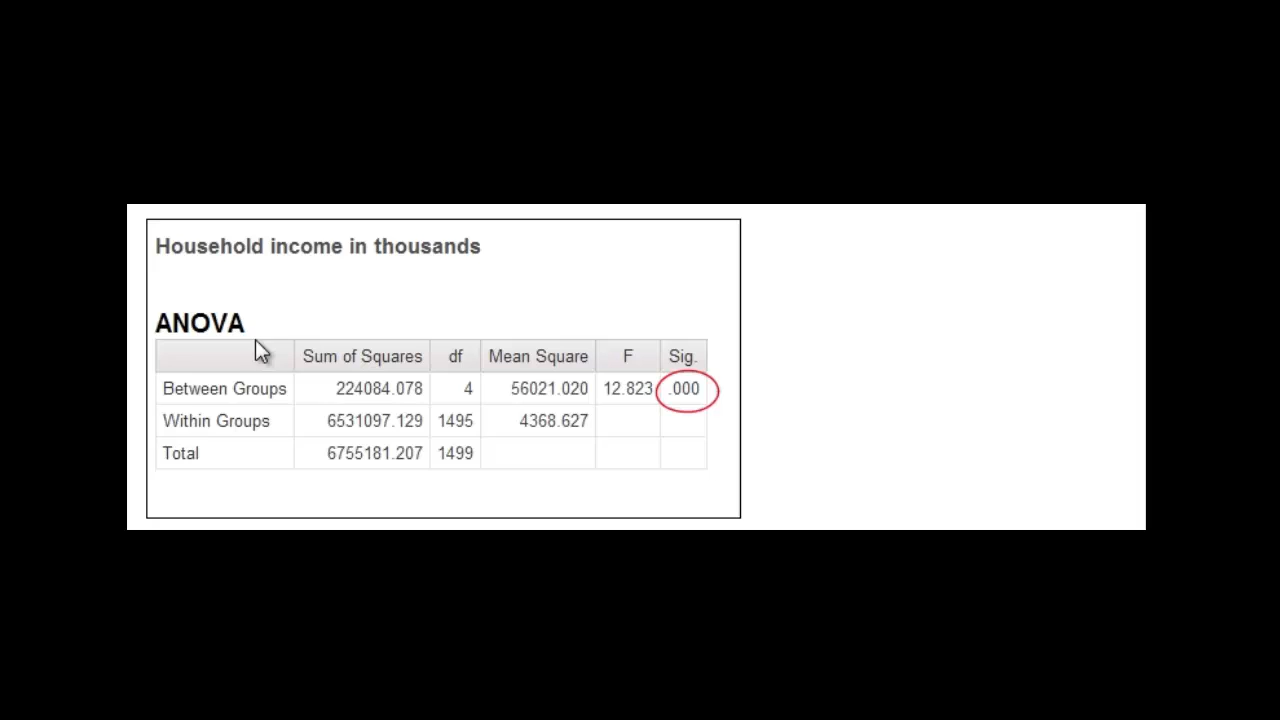 Household income in thousands
ANOVA
Sum of Squares df Mean Square F Sig.
Between Groups 224084.078 4 56021.020 12.823 .000
Within Groups 6531097.129 1495 4368.627
Total 6755181.207 1499